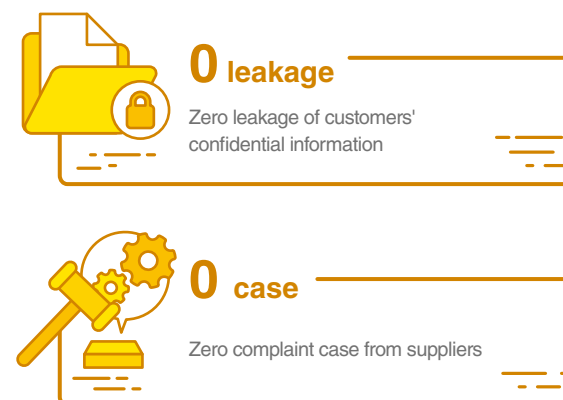 0 leakage
Zero leakage of customers'
confidential information
0 case
Zero complaint case from suppliers